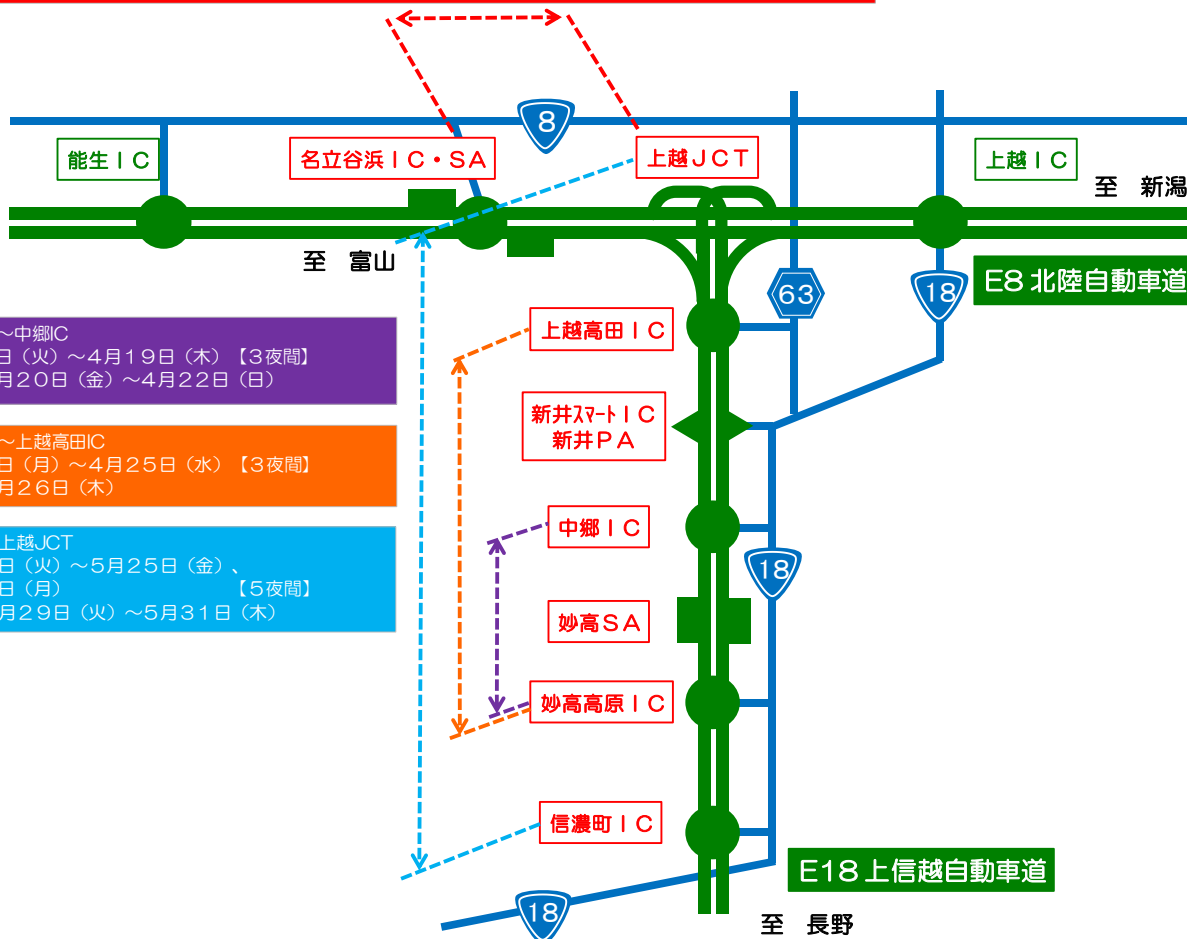 8
能生ＩＣ
名立谷浜ＩＣ・ＳＡ
上越ＪＣＴ
上越ＩＣ
至　新潟
至　富山
E8 北陸自動車道
63
18
上越高田ＩＣ
～中郷IC
日（火）～４月１９日（木）【３夜間】
月２０日（金）～４月２２日（日）
新井ｽﾏｰﾄＩＣ
新井ＰＡ
～上越高田IC
日（月）～４月２５日（水）【３夜間】
月２６日（木）
中郷ＩＣ
上越JCT
日（火）～５月２５日（金）、
日（月）　　　　　　　　　【５夜間】
月２９日（火）～５月３１日（木）
18
妙高ＳＡ
妙高高原ＩＣ
信濃町ＩＣ
E18 上信越自動車道
18
至　長野